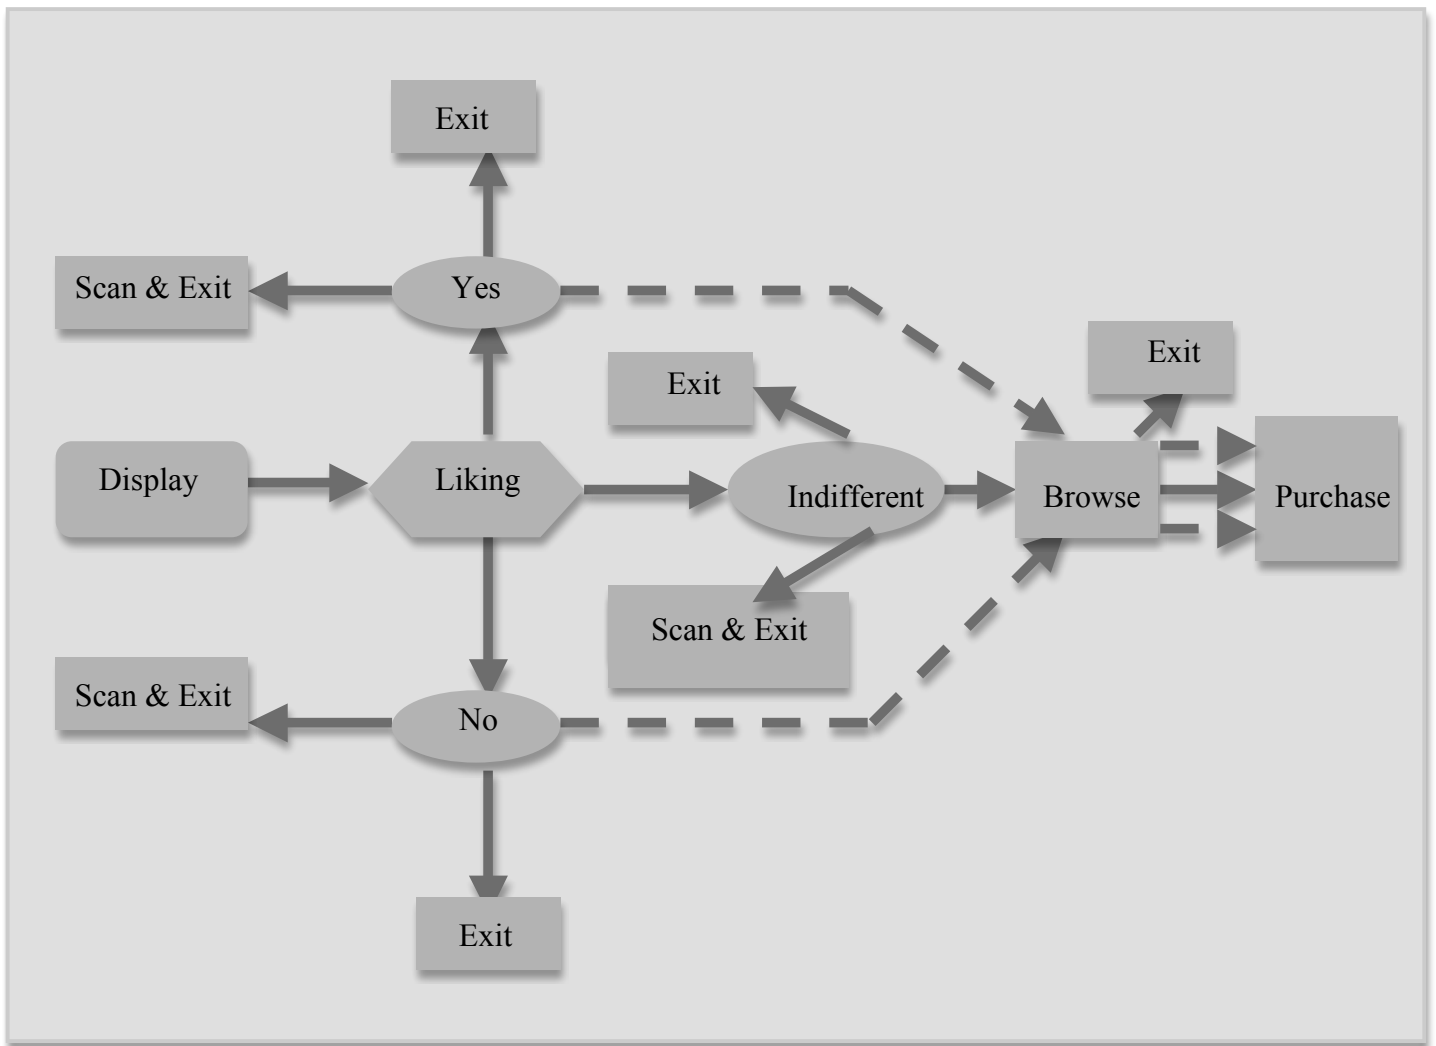 Exit
Scan & Exit
Yes
Exit
Exit
Display
Liking
Indifferent
Browse
Purchase
Scan & Exit
Scan & Exit
No
Exit